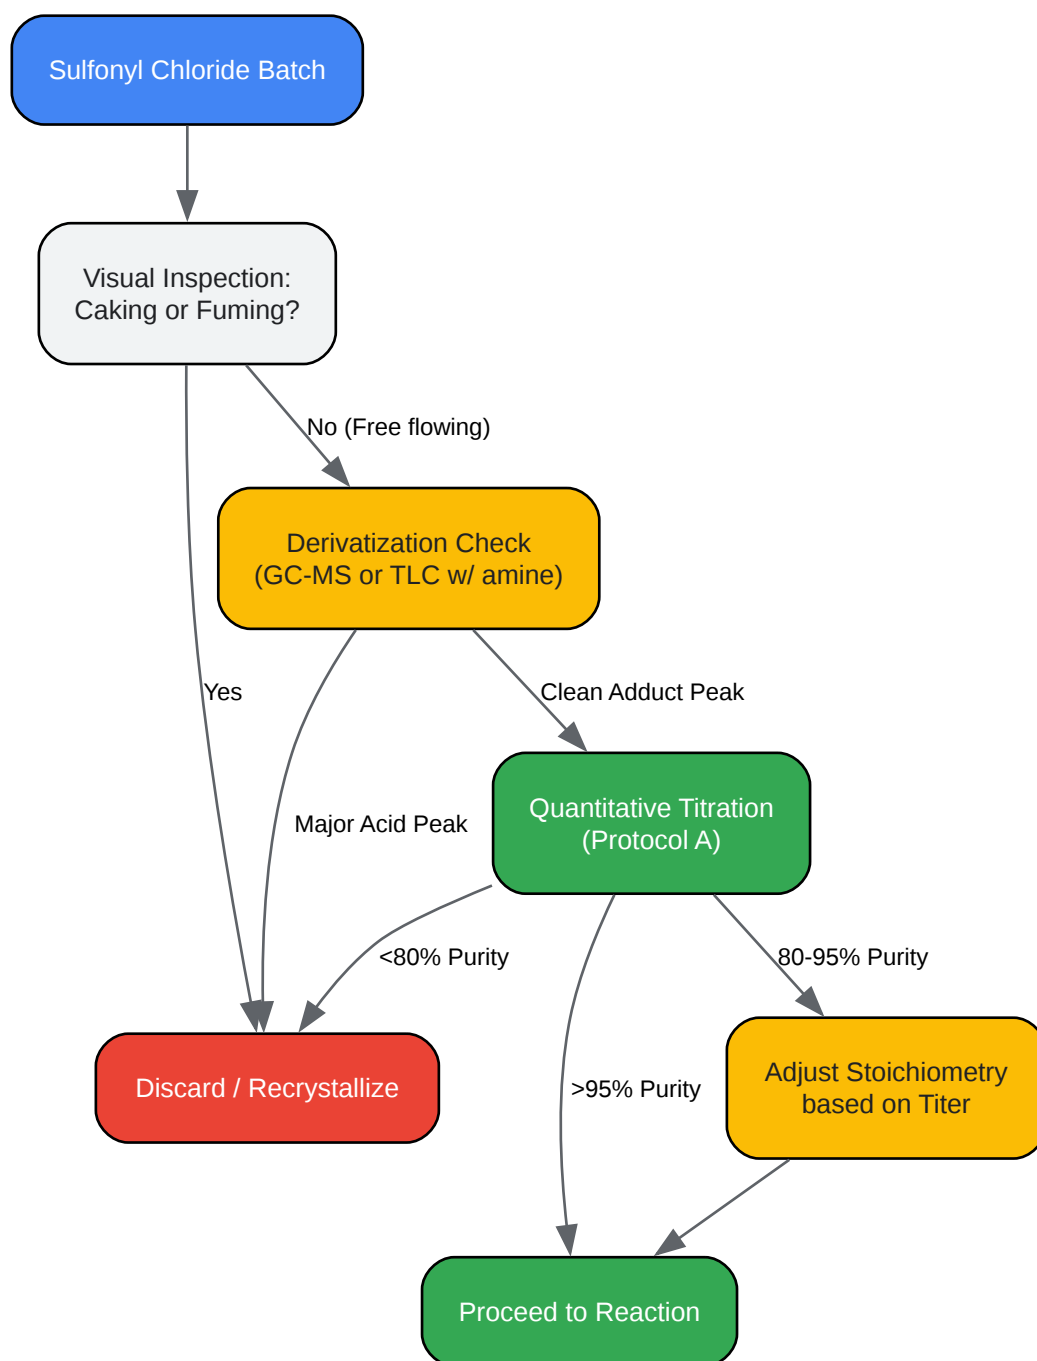 Sulfonyl Chloride Batch
Visual Inspection:
Caking or Fuming?
No (Free flowing)
Derivatization Check
(GC-MS or TLC w/ amine)
Yes
Clean Adduct Peak
Major Acid Peak
Quantitative Titration
(Protocol A)
<80% Purity
80-95% Purity
>95% Purity
Discard / Recrystallize
Adjust Stoichiometry
based on Titer
Proceed to Reaction